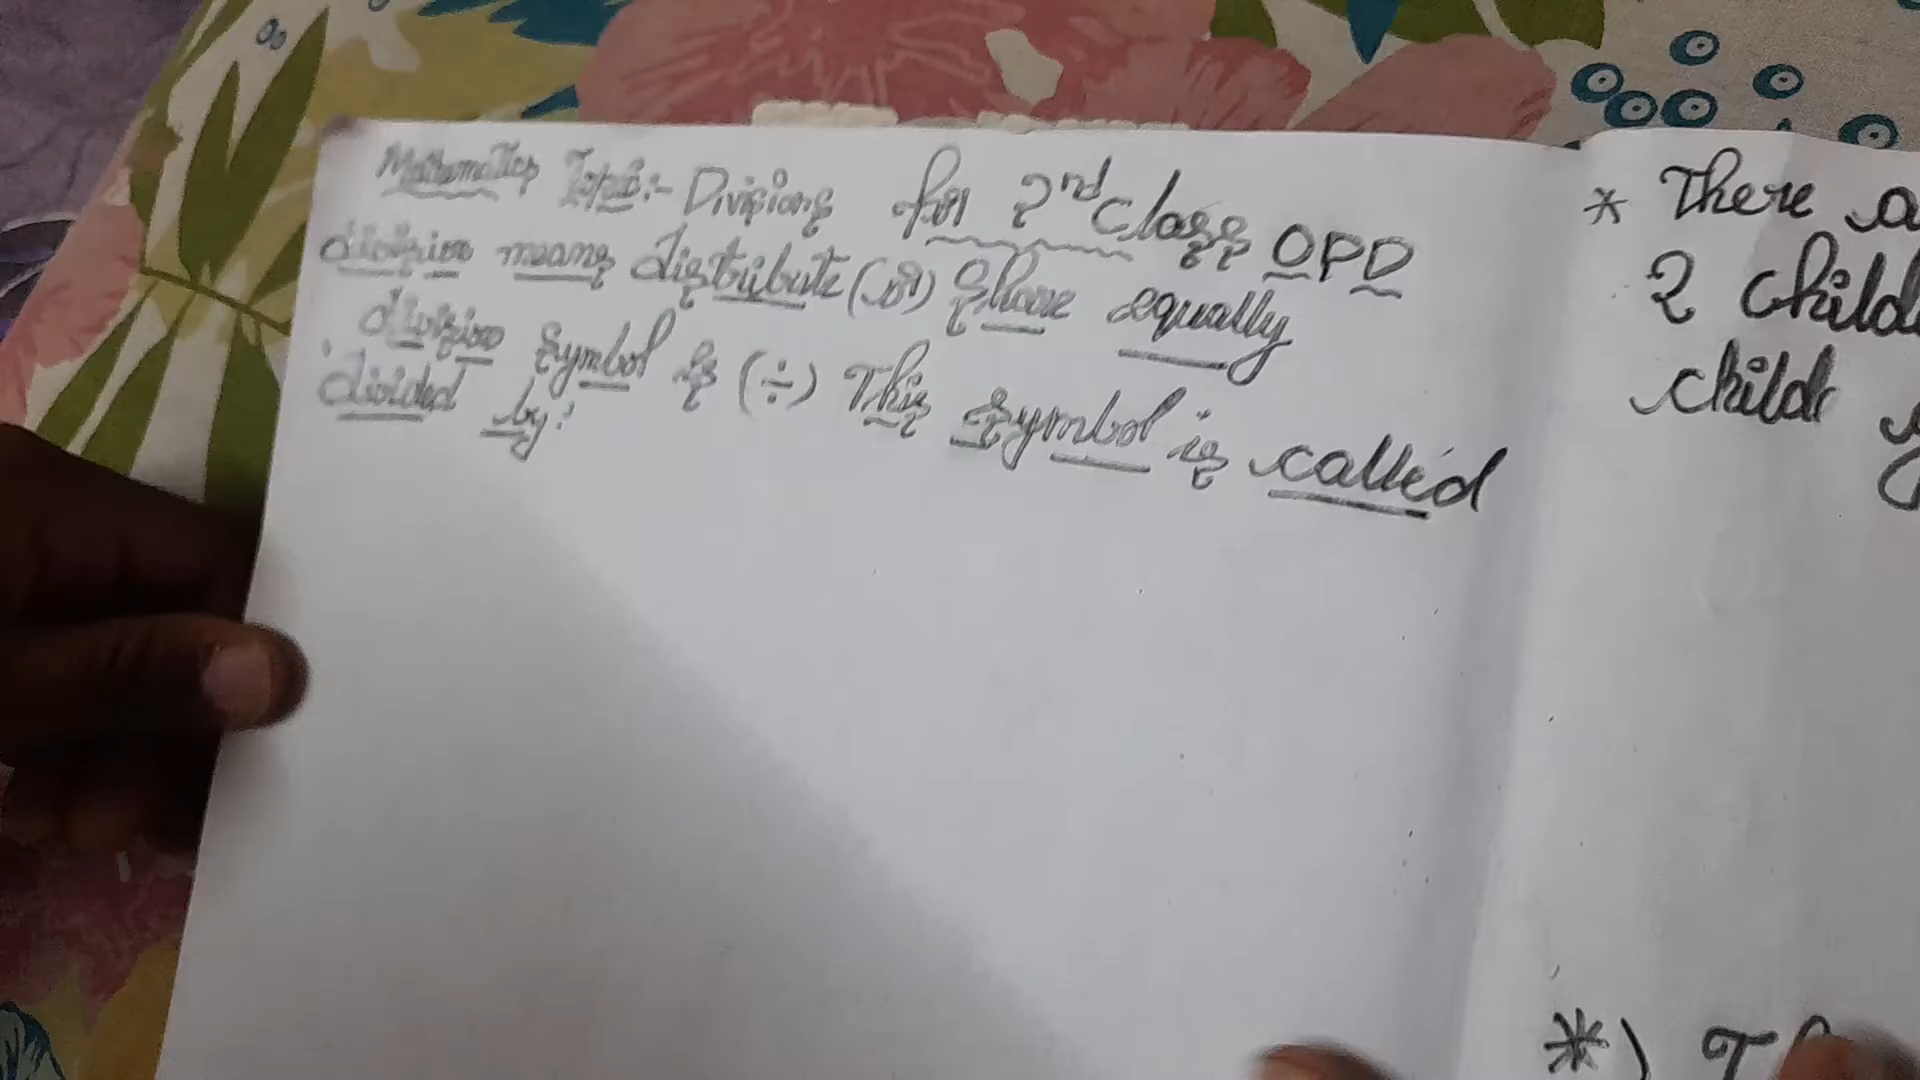 Mathematics Topic:- Divisions for 2nd Class OPD
division means distribute (or) Share equally
division Symbol is (÷) This Symbol is called
divided by:
* There a
2 child
child
*) Th